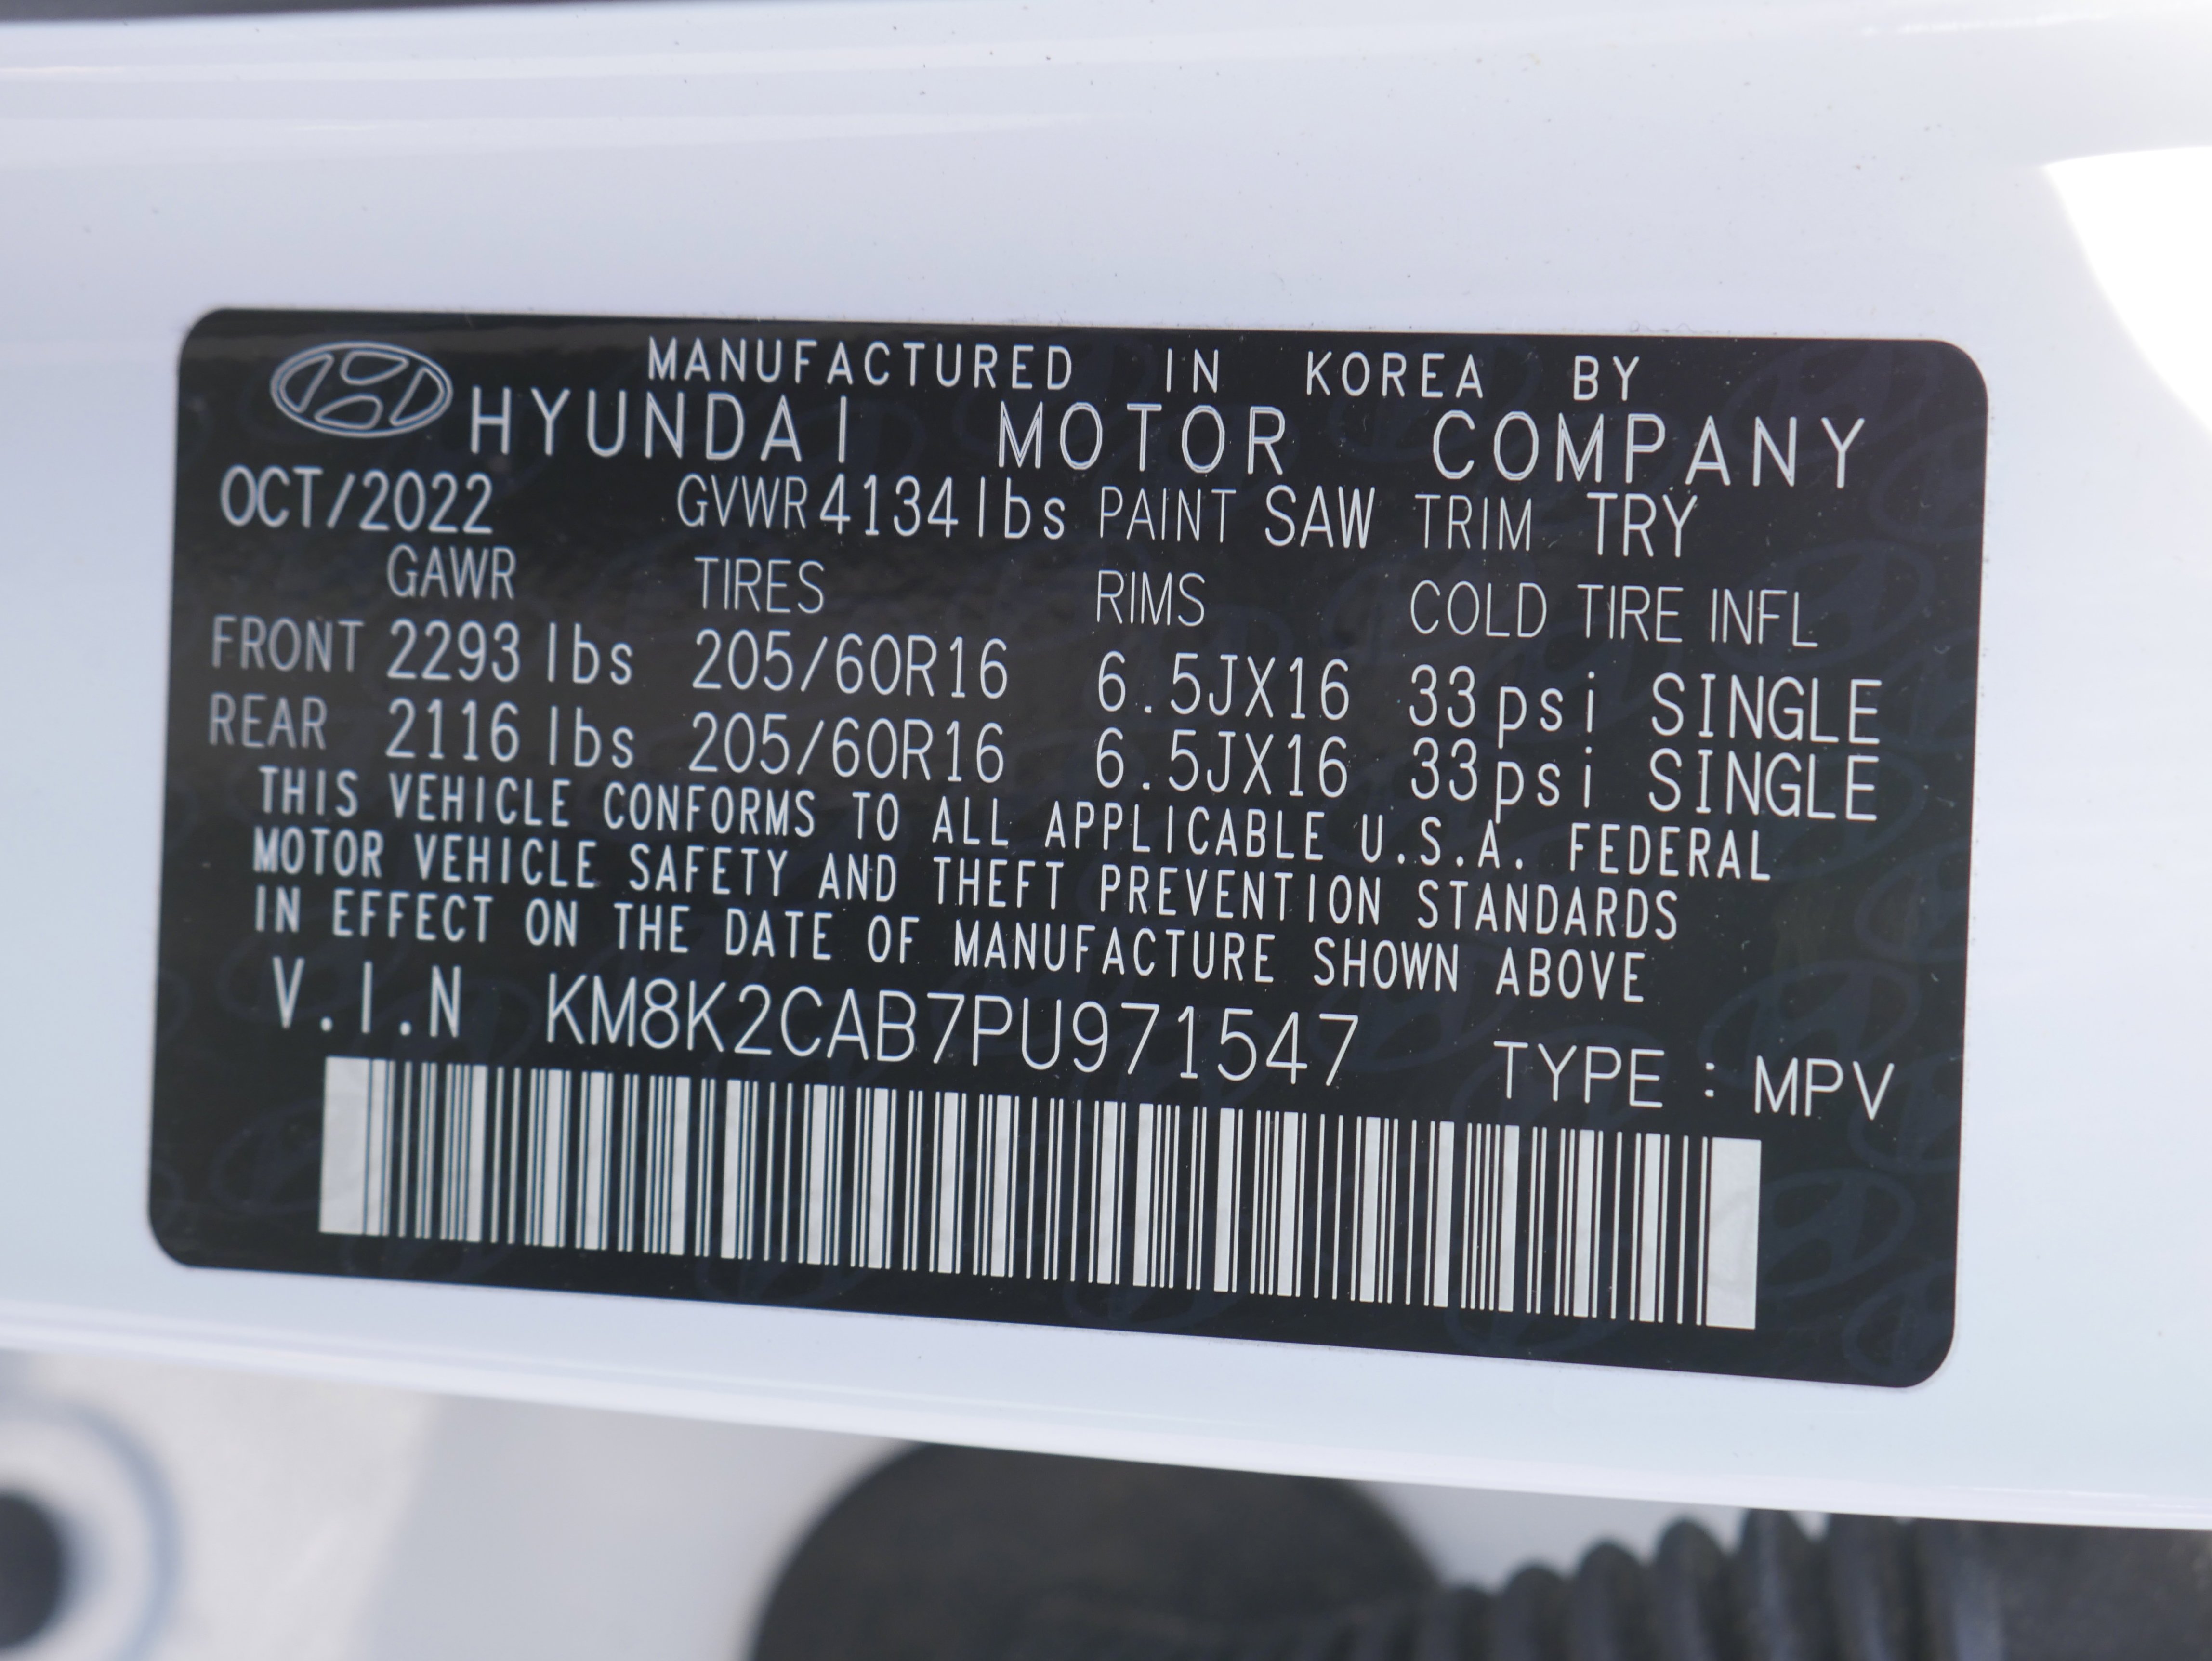 MANUFACTURED IN KOREA BY
HYUNDAI MOTOR COMPANY
OCT/2022 GVWR 4134lbs PAINT SAW TRIM TRY
GAWR TIRES RIMS COLD TIRE INFL
FRONT 2293 lbs 205/60R16 6.5JX16 33psi SINGLE
REAR 2116 lbs 205/60R16 6.5JX16 33psi SINGLE
THIS VEHICLE CONFORMS TO ALL APPLICABLE U.S.A. FEDERAL
MOTOR VEHICLE SAFETY AND THEFT PREVENTION STANDARDS
IN EFFECT ON THE DATE OF MANUFACTURE SHOWN ABOVE
V.I.N KM8K2CAB7PU971547 TYPE : MPV